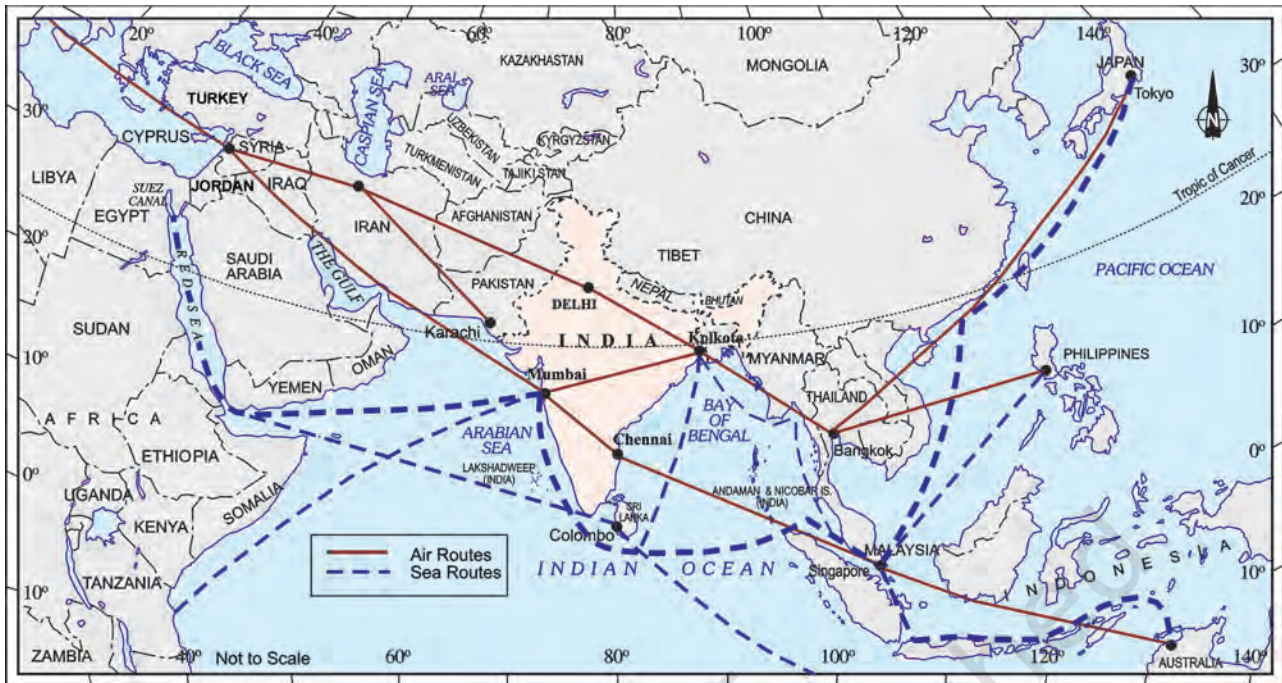 20º 40º 60º 80º 100º 120º 140º
BLACK SEA
KAZAKHSTAN
MONGOLIA
JAPAN
30º
ARAL
SEA
Tokyo
N
TURKEY
CASPIAN SEA
30º
UZBEKISTAN
KYRGYZSTAN
CYPRUS
SYRIA
TURKMENISTAN
TAJIKISTAN
Tropic of Cancer
LIBYA
JORDAN
IRAQ
SUEZ
CANAL
20º
EGYPT
IRAN
AFGHANISTAN
CHINA
20º
SAUDI
ARABIA
THE GULF
TIBET
PACIFIC OCEAN
RED SEA
PAKISTAN
NEPAL
BHUTAN
DELHI
SUDAN
Karachi
INDIA
Kolkota
10º
OMAN
MYANMAR
10º
PHILIPPINES
YEMEN
Mumbai
THAILAND
AFRICA
ARABIAN
SEA
BAY
OF
BENGAL
Chennai
Bangkok
0º
ETHIOPIA
LAKSHADWEEP
(INDIA)
0º
ANDAMAN & NICOBAR IS.
(INDIA)
UGANDA
SOMALIA
SRI
LANKA
KENYA
Colombo
MALAYSIA
Air Routes
Sea Routes
INDIAN OCEAN
Singapore
INDONESIA
TANZANIA
10º
10º
ZAMBIA
40º
Not to Scale
60º
80º
100º
120º
AUSTRALIA
140º